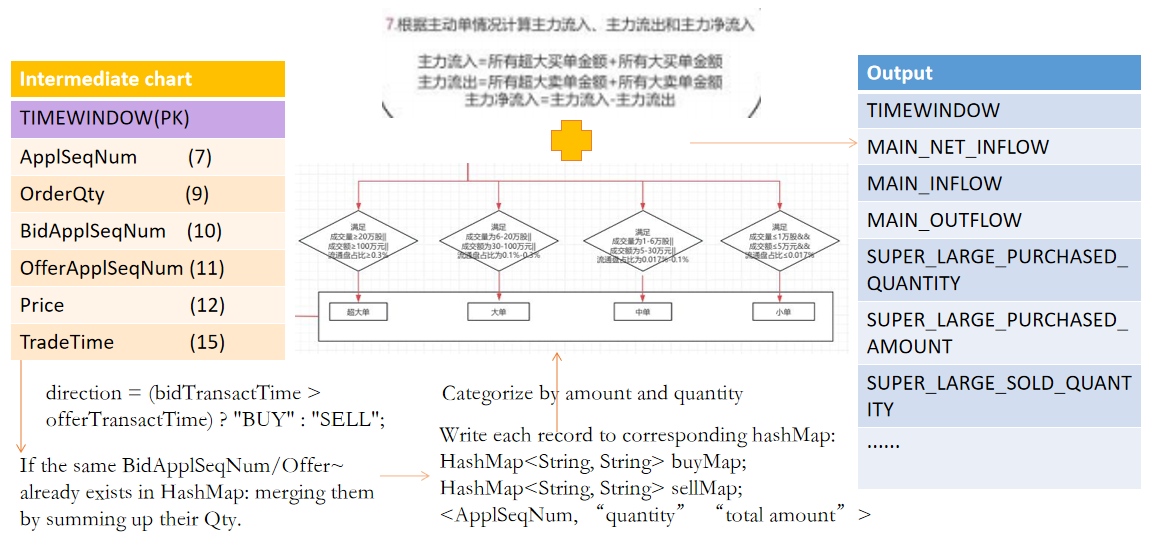 7.根据主动单情况计算主力流入、主力流出和主力净流入
主力流入=所有超大买单金额+所有大买单金额
主力流出=所有超大卖单金额+所有大卖单金额
主力净流入=主力流入-主力流出
Intermediate chart
TIMEWINDOW(PK)
ApplSeqNum (7)
OrderQty (9)
BidApplSeqNum (10)
OfferApplSeqNum (11)
Price (12)
TradeTime (15)
direction = (bidTransactTime >
offerTransactTime) ? "BUY" : "SELL";
If the same BidApplSeqNum/Offer~
already exists in HashMap: merging them
by summing up their Qty.
满足
成交量≥20万股||
成交额≥100万元||
流通盘占比≥0.3%
满足
成交量为6-20万股||
成交额为30-100万元||
流通盘占比为0.1%-0.3%
满足
成交量为1-6万股||
成交额为5-30万元||
流通盘占比为0.017%-0.1%
满足
成交量≤1万股&&
成交额≤5万元&&
流通盘占比≤0.017%
超大单
大单
中单
小单
Categorize by amount and quantity
Write each record to corresponding hashMap:
HashMap<String, String> buyMap;
HashMap<String, String> sellMap;
<ApplSeqNum, “quantity” “total amount” >
Output
TIMEWINDOW
MAIN_NET_INFLOW
MAIN_INFLOW
MAIN_OUTFLOW
SUPER_LARGE_PURCHASED_
QUANTITY
SUPER_LARGE_PURCHASED_
AMOUNT
SUPER_LARGE_SOLD_QUANT
ITY
......